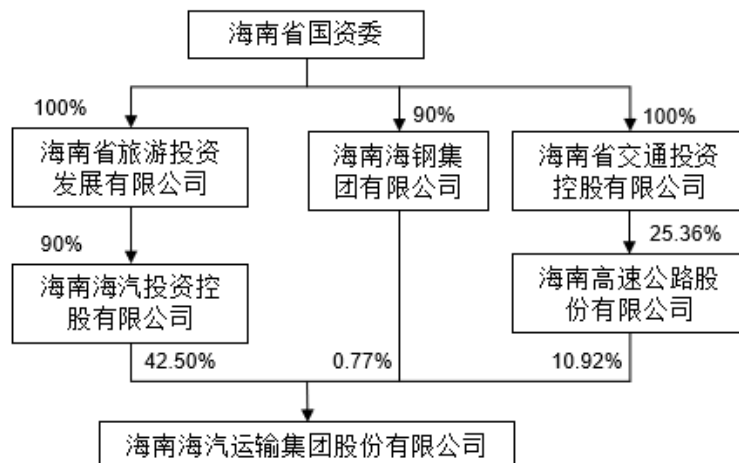 海南省国资委
100%
90%
100%
海南省旅游投资
发展有限公司
海南海钢集
团有限公司
海南省交通投资
控股有限公司
90%
25.36%
海南海汽投资控
股有限公司
海南高速公路股
份有限公司
42.50%
0.77%
10.92%
海南海汽运输集团股份有限公司